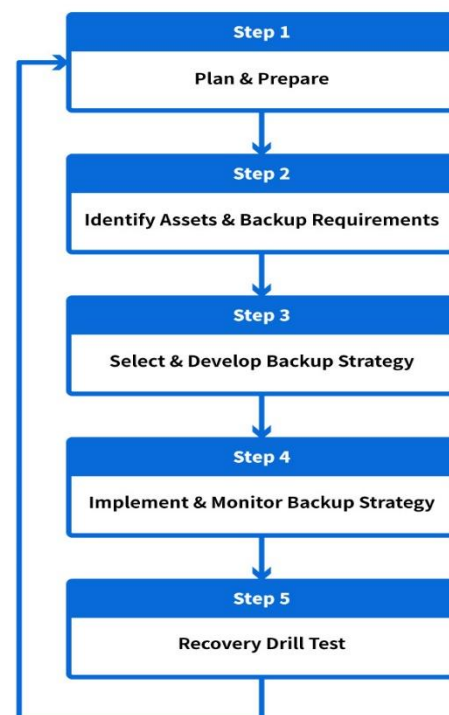 Step 1
Plan & Prepare
Step 2
Identify Assets & Backup Requirements
Step 3
Select & Develop Backup Strategy
Step 4
Implement & Monitor Backup Strategy
Step 5
Recovery Drill Test